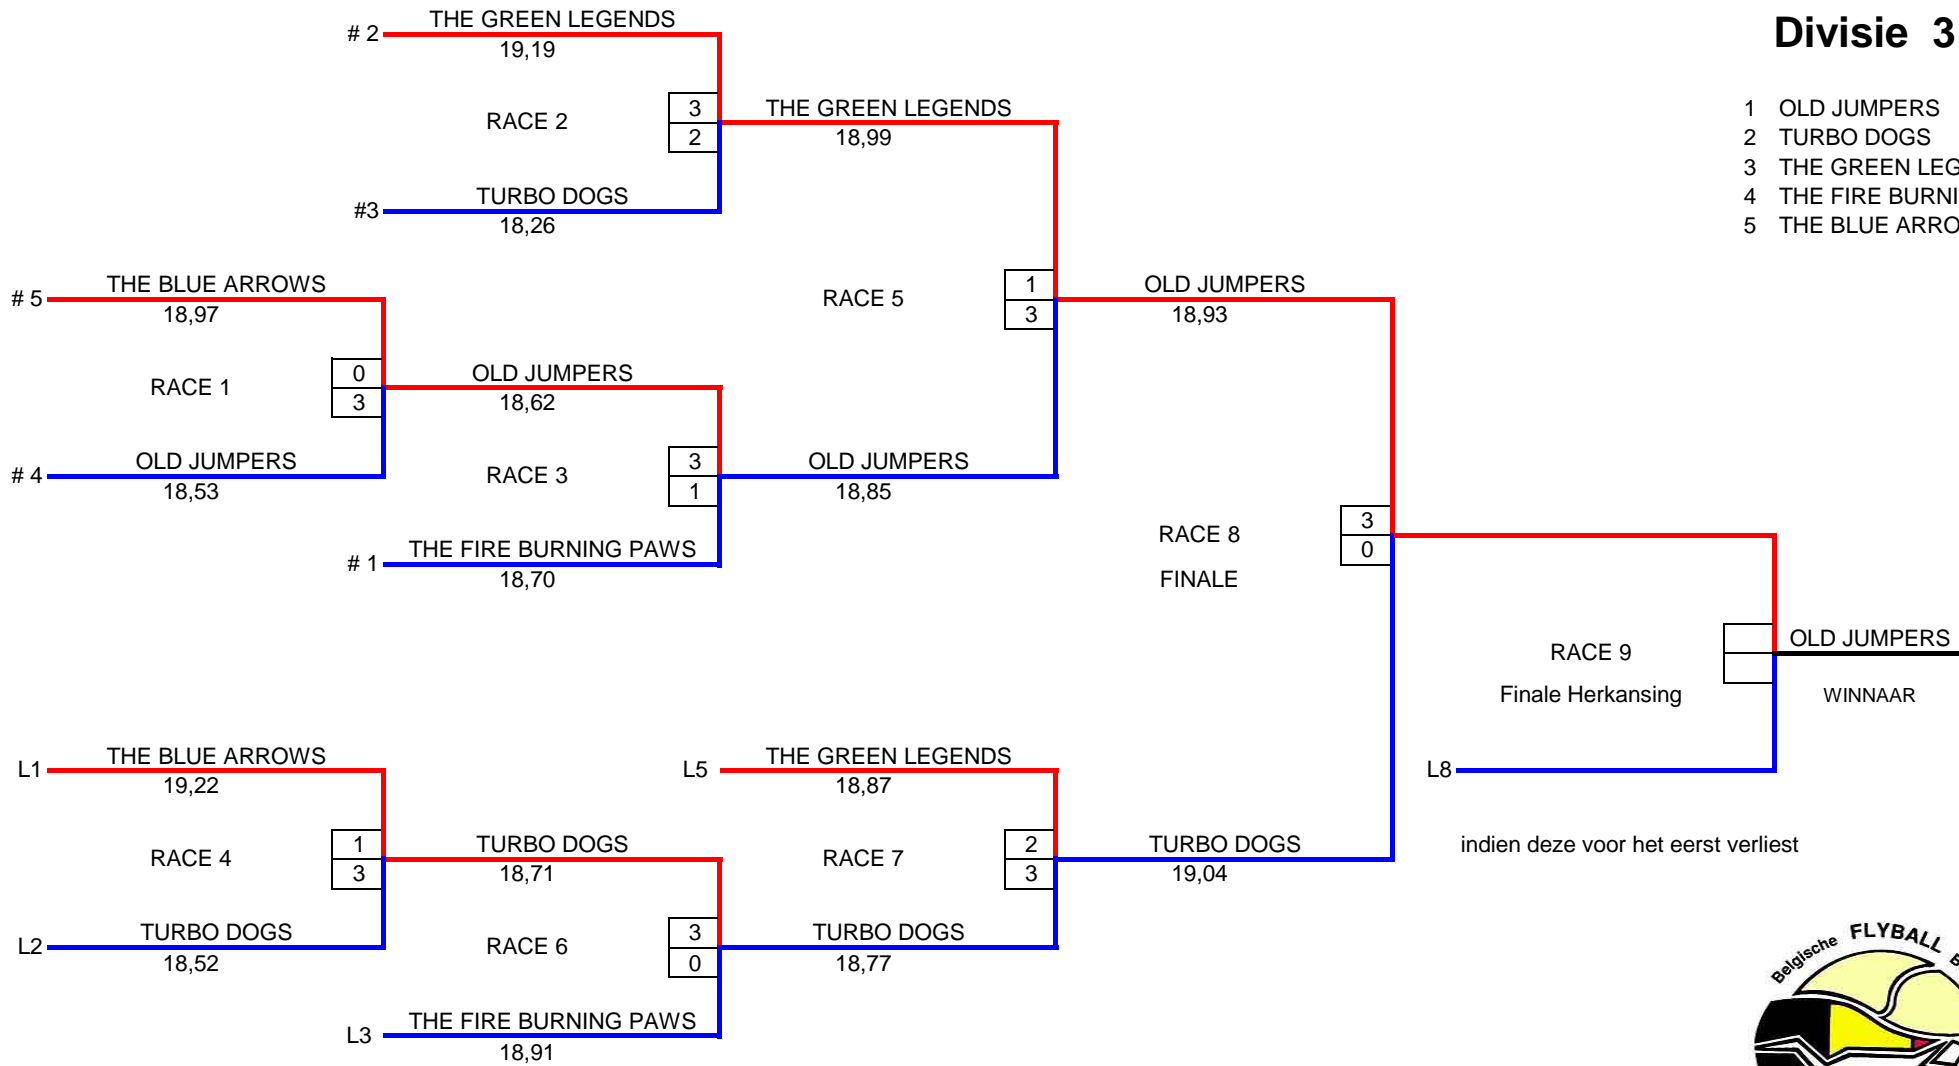 Divisie 3
1 OLD JUMPERS
2 TURBO DOGS
3 THE GREEN LEG
4 THE FIRE BURNI
5 THE BLUE ARRO
# 2 THE GREEN LEGENDS
19,19
RACE 2
3
2
#3 TURBO DOGS
18,26
THE GREEN LEGENDS
18,99
# 5 THE BLUE ARROWS
18,97
RACE 1
0
3
# 4 OLD JUMPERS
18,53
OLD JUMPERS
18,62
RACE 3
3
1
# 1 THE FIRE BURNING PAWS
18,70
OLD JUMPERS
18,85
RACE 5
1
3
OLD JUMPERS
18,93
RACE 8
FINALE
3
0
RACE 9
Finale Herkansing
OLD JUMPERS
WINNAAR
L8
indien deze voor het eerst verliest
L1 THE BLUE ARROWS
19,22
RACE 4
1
3
L2 TURBO DOGS
18,52
TURBO DOGS
18,71
RACE 6
3
0
L3 THE FIRE BURNING PAWS
18,91
L5 THE GREEN LEGENDS
18,87
RACE 7
2
3
TURBO DOGS
18,77
TURBO DOGS
19,04
Belgische FLYBALL B